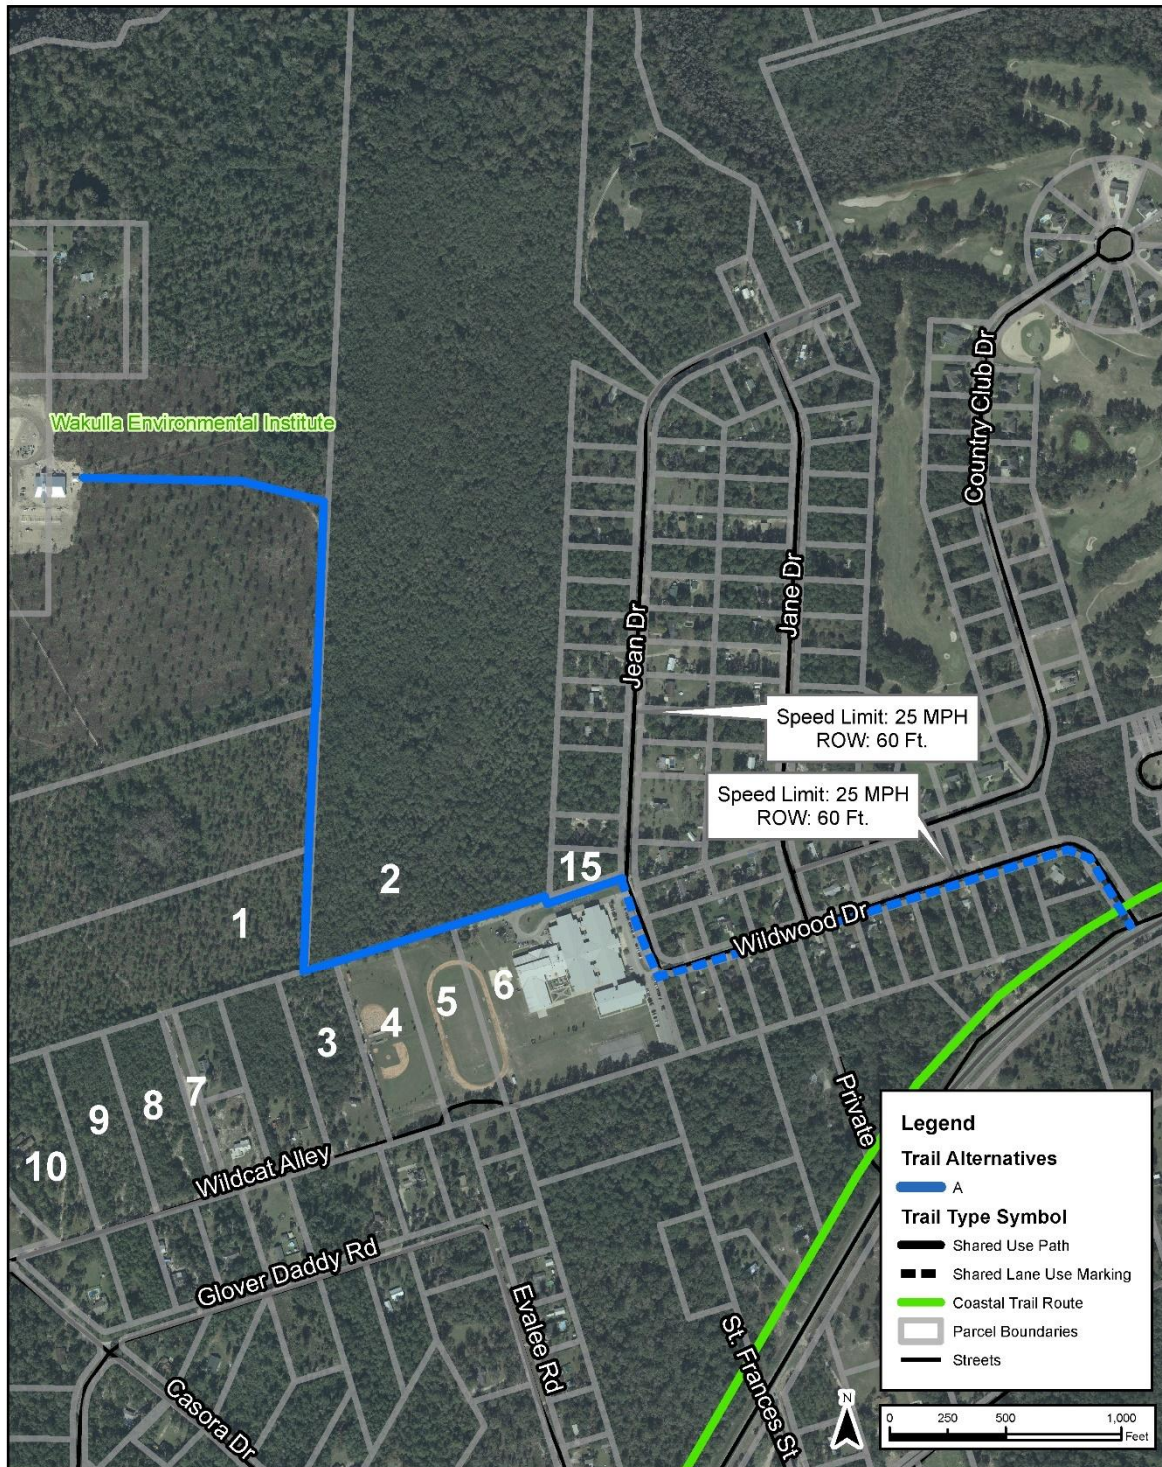 Wakulla Environmental Institute
Country Club Dr
Jean Dr
Jane Dr
Speed Limit: 25 MPH
ROW: 60 Ft.
Speed Limit: 25 MPH
ROW: 60 Ft.
2
15
1
Wildwood Dr
6
5
4
3
7
8
9
10
Private
Wildcat Alley
Glover Daddy Rd
Evalee Rd
St. Frances St
Casora Dr
Legend
Trail Alternatives
A
Trail Type Symbol
Shared Use Path
Shared Lane Use Marking
Coastal Trail Route
Parcel Boundaries
Streets
N
0 250 500 1,000
Feet